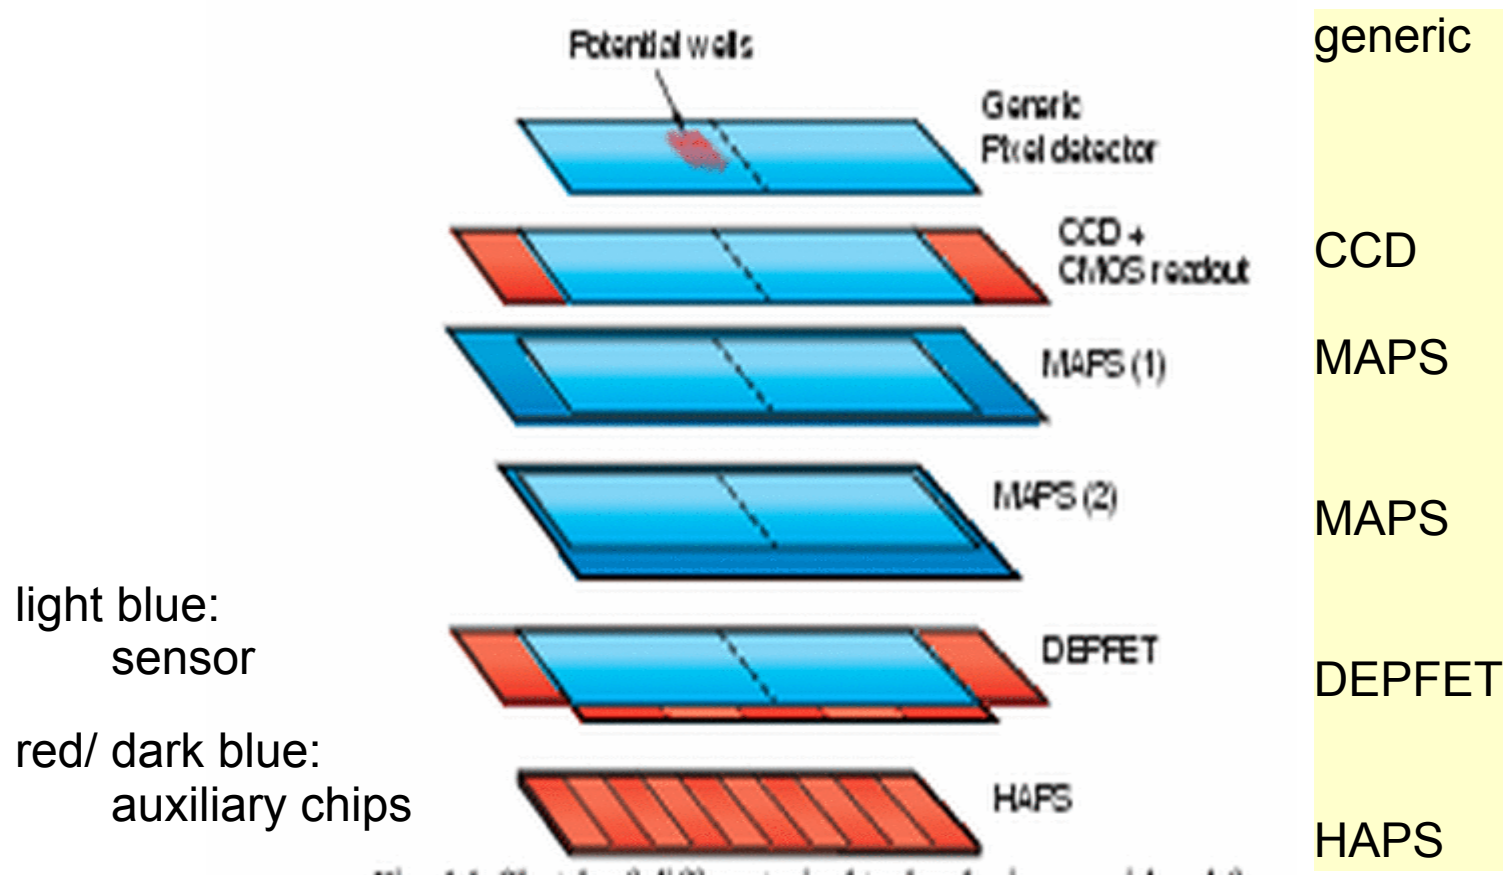 Potential wells
generic
Generic
Pixel detector
CCD +
CMOS readout
CCD
MAPS (1)
MAPS
MAPS (2)
MAPS
light blue:
sensor
DEPFET
DEPFET
red/ dark blue:
auxiliary chips
HAPS
HAPS